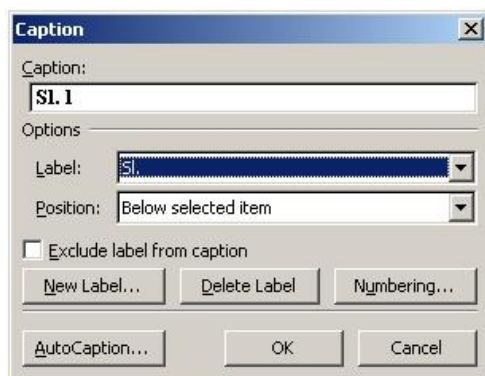 Caption
Caption:
Sl. 1
Options
Label: Sl.
Position: Below selected item
Exclude label from caption
New Label... Delete Label Numbering...
AutoCaption... OK Cancel